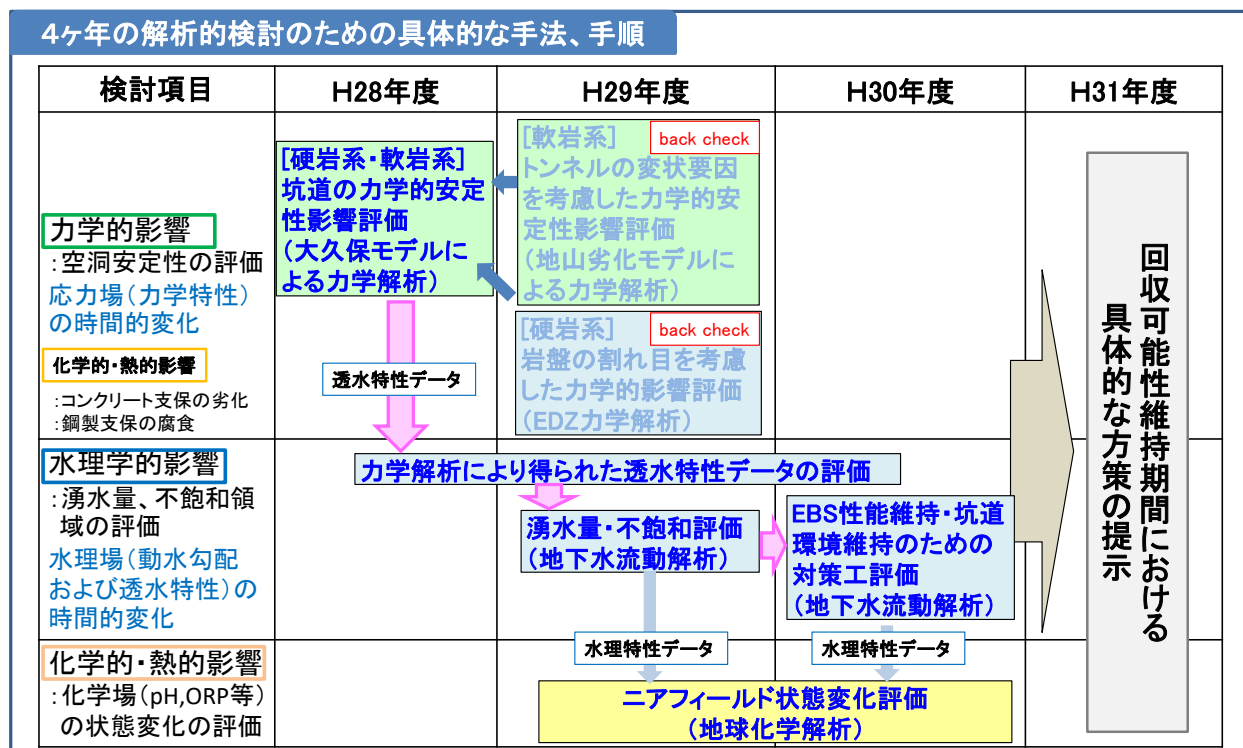 4ヶ年の解析的検討のための具体的な手法、手順
検討項目
H28年度
H29年度
H30年度
H31年度
力学的影響
:空洞安定性の評価
応力場(力学特性)
の時間的変化
化学的・熱的影響
:コンクリート支保の劣化
:鋼製支保の腐食
[硬岩系・軟岩系]
坑道の力学的安定
性影響評価
(大久保モデルに
よる力学解析)
[軟岩系]
back check
トンネルの変状要因
を考慮した力学的安
定性影響評価
(地山劣化モデルに
よる力学解析)
[硬岩系]
back check
岩盤の割れ目を考慮
した力学的影響評価
(EDZ力学解析)
透水特性データ
水理学的影響
:湧水量、不飽和領
域の評価
水理場(動水勾配
および透水特性)の
時間的変化
力学解析により得られた透水特性データの評価
湧水量・不飽和評価
(地下水流動解析)
EBS性能維持・坑道
環境維持のための
対策工評価
(地下水流動解析)
水理特性データ
水理特性データ
化学的・熱的影響
:化学場(pH,ORP等)
の状態変化の評価
ニアフィールド状態変化評価
(地球化学解析)
回収可能性維持期間における
具体的な方策の提示